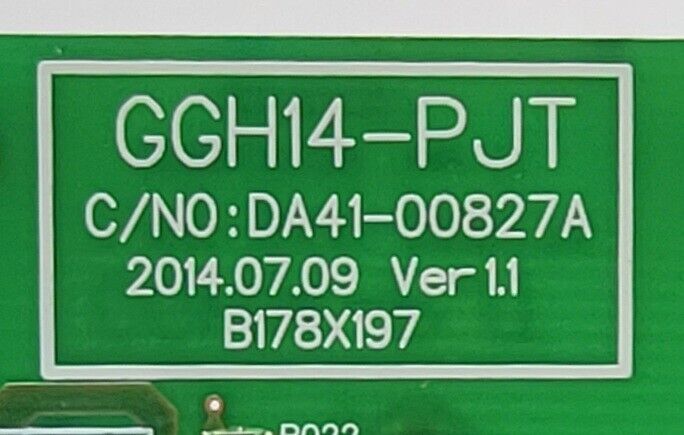 GGH14-PJT
C/NO:DA41-00827A
2014.07.09 Ver 1.1
B178X197